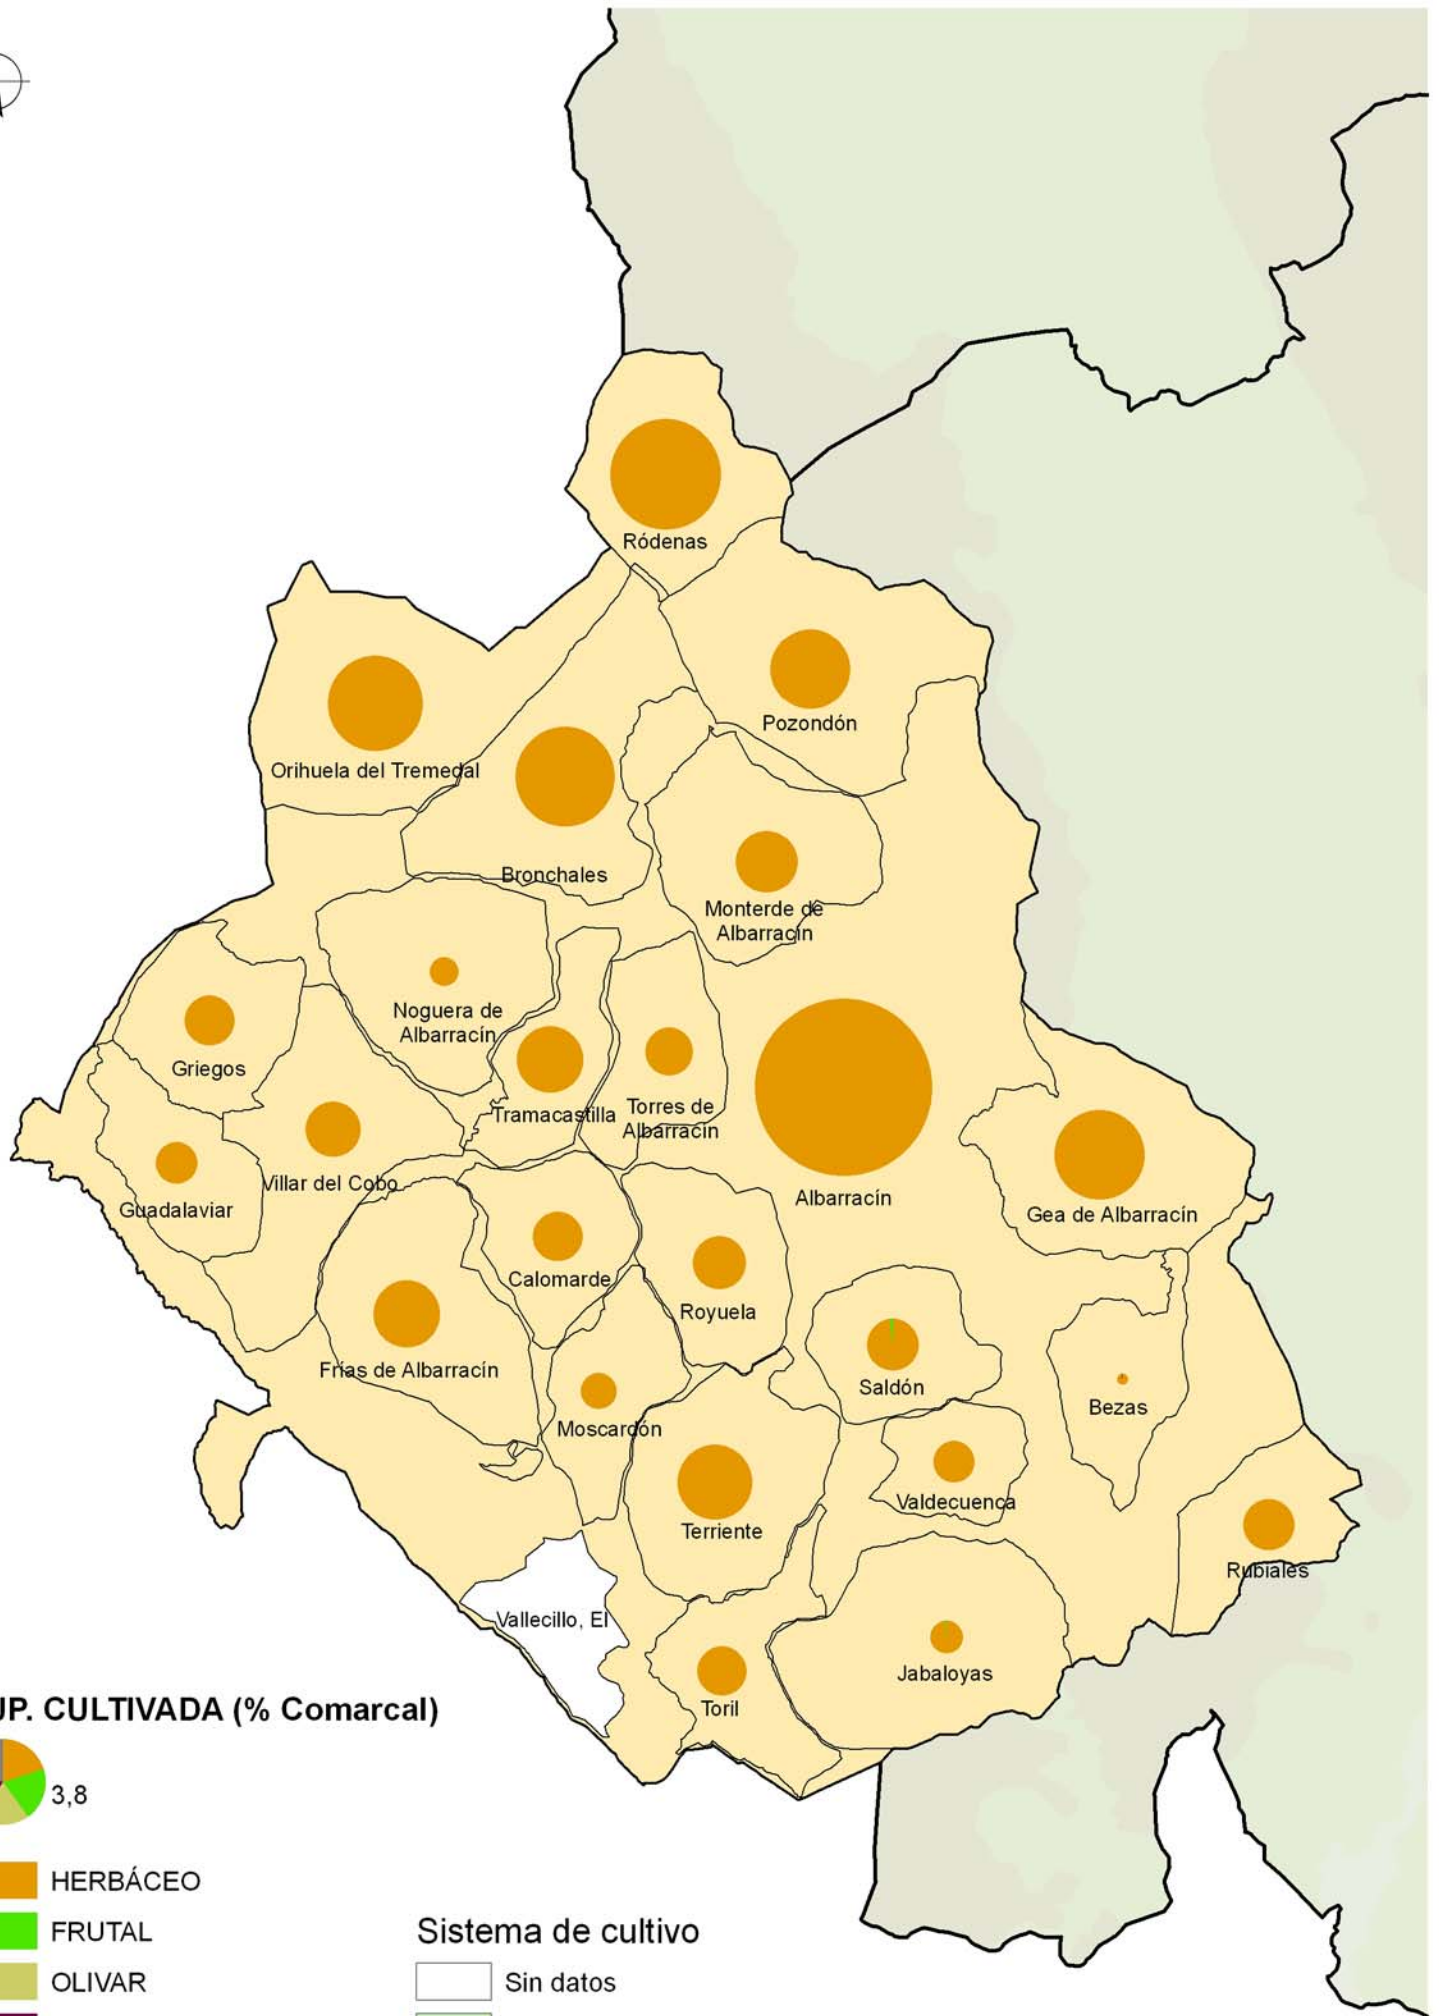 Ródenas
Pozondón
Orihuela del Tremedal
Bronchales
Monterde de
Albarracín
Noguera de
Albarracín
Griegos
Tramacastilla
Torres de
Albarracín
Villar del Cobo
Guadalaviar
Albarracín
Gea de Albarracín
Calomarde
Royuela
Frías de Albarracín
Saldón
Bezas
Moscardón
Valdecuenca
Terriente
Rubiales
Vallecillo, El
Jabaloyas
Toril
UP. CULTIVADA (% Comarcal)
3,8
HERBÁCEO
FRUTAL
OLIVAR
Sistema de cultivo
Sin datos